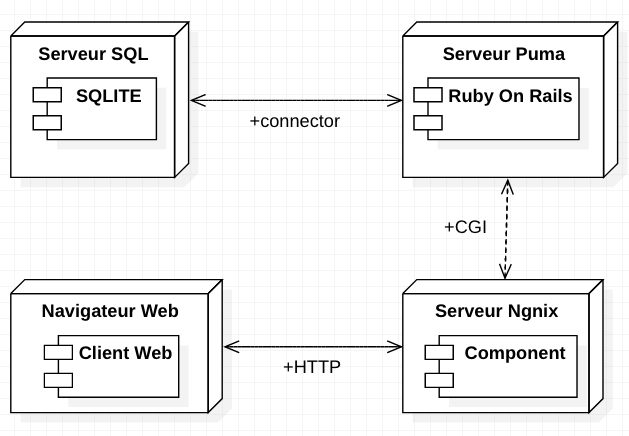 Serveur SQL
SQLITE
Serveur Puma
Ruby On Rails
+connector
+CGI
Navigateur Web
Client Web
Serveur Ngnix
Component
+HTTP